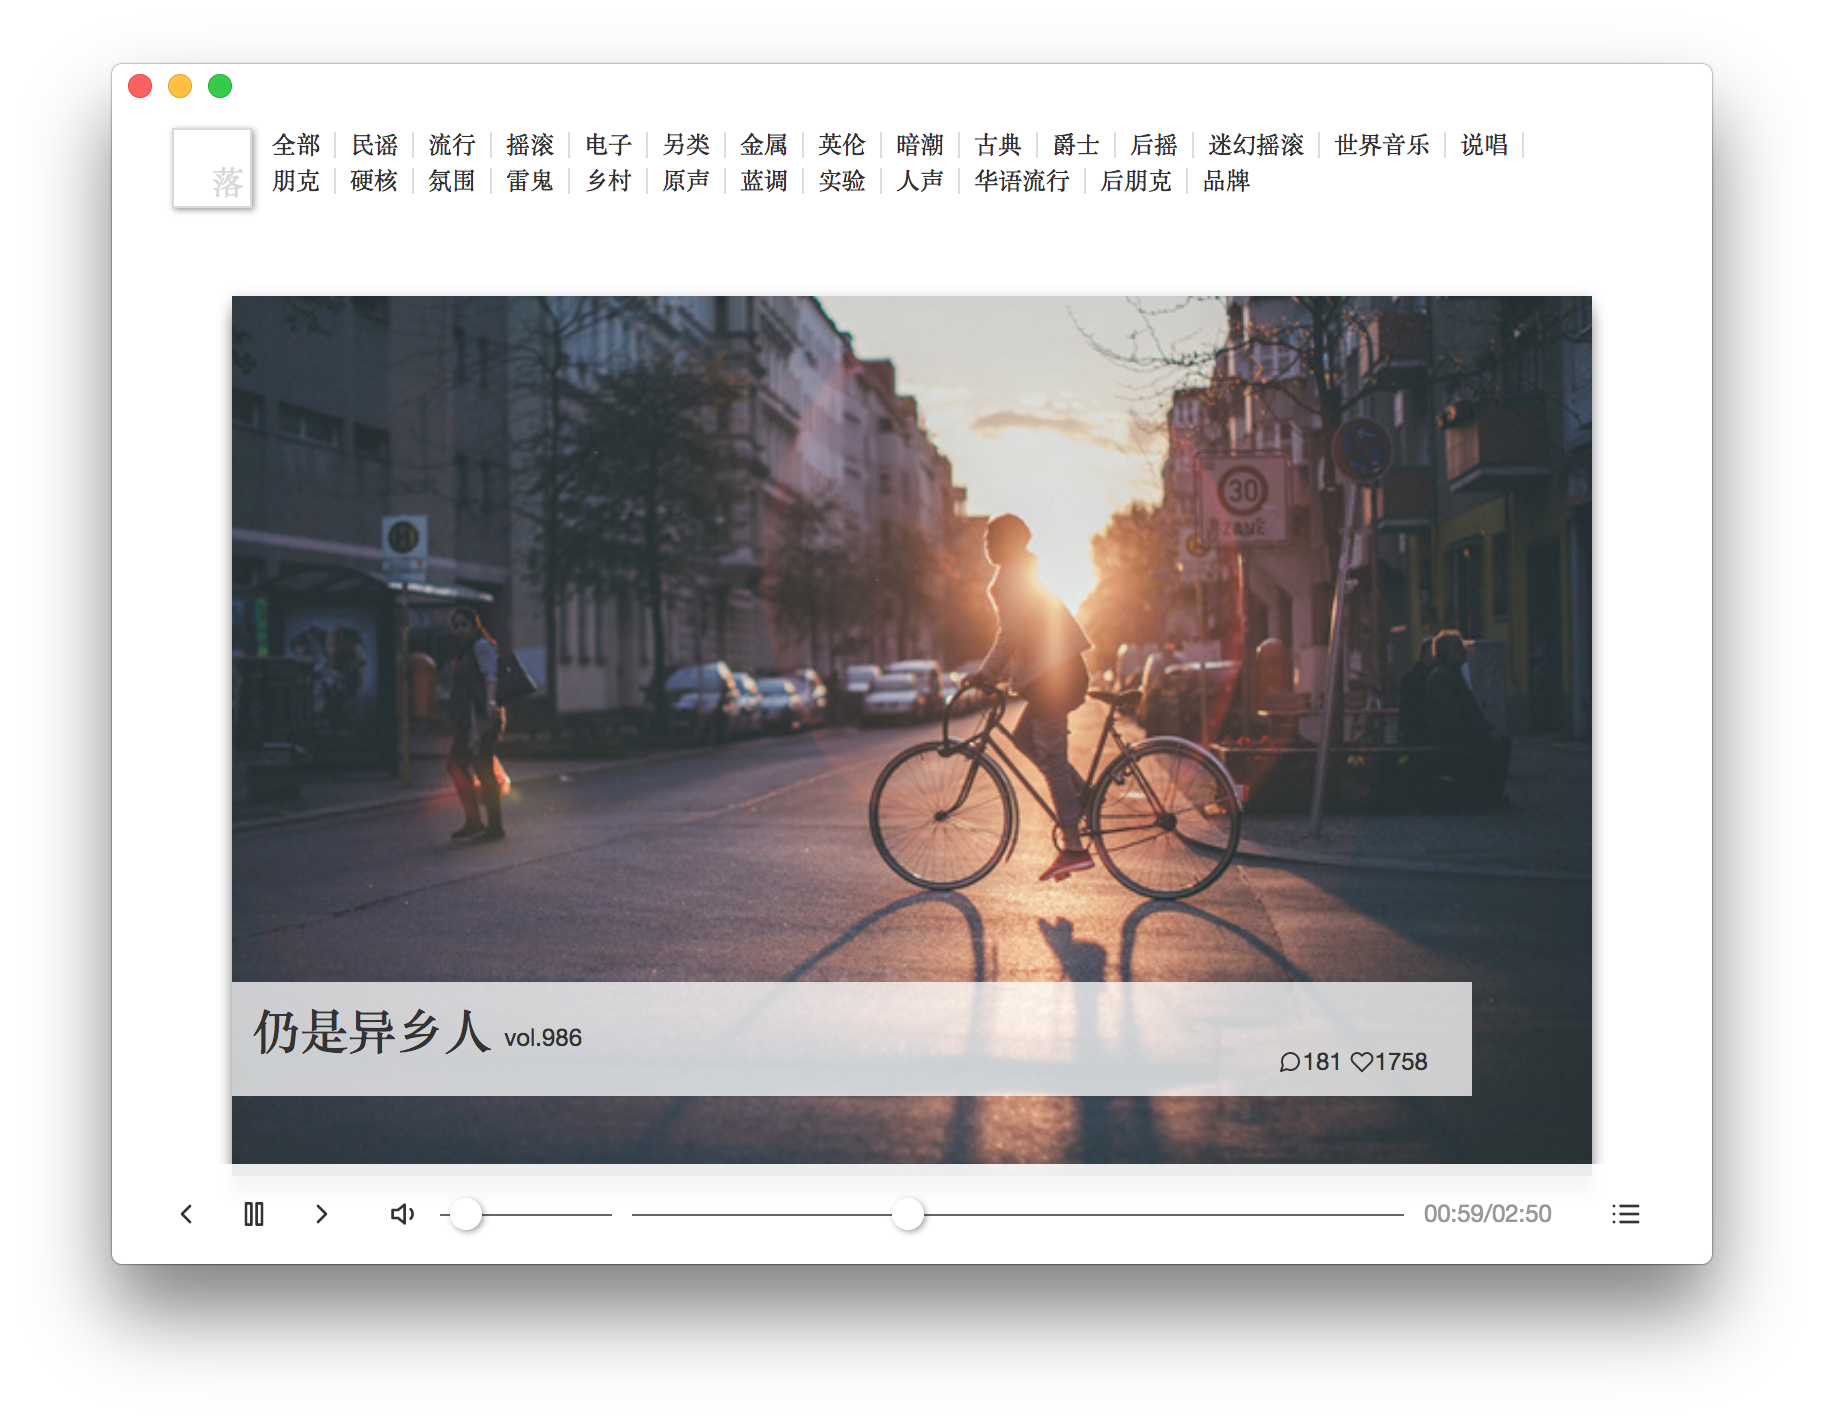 落
全部 民谣 流行 摇滚 电子 另类 金属 英伦 暗潮 古典 爵士 后摇 迷幻摇滚 世界音乐 说唱
朋克 硬核 氛围 雷鬼 乡村 原声 蓝调 实验 人声 华语流行 后朋克 品牌
30
ZONE
H
仍是异乡人 vol.986
181 1758
00:59/02:50